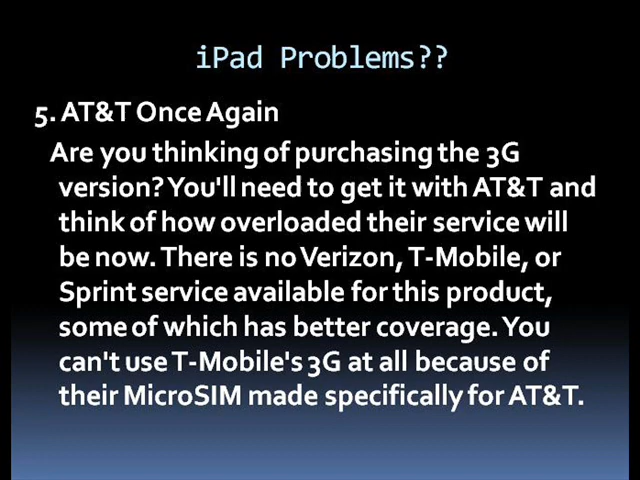 iPad Problems??
5. AT&T Once Again
Are you thinking of purchasing the 3G
version? You'll need to get it with AT&T and
think of how overloaded their service will
be now. There is no Verizon, T-Mobile, or
Sprint service available for this product,
some of which has better coverage. You
can't use T-Mobile's 3G at all because of
their MicroSIM made specifically for AT&T.